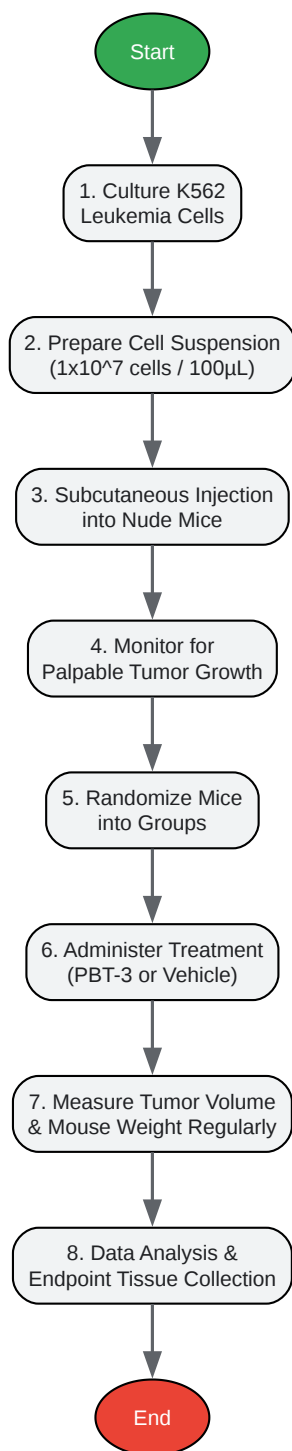 Start
1. Culture K562
Leukemia Cells
2. Prepare Cell Suspension
(1x10^7 cells / 100µL)
3. Subcutaneous Injection
into Nude Mice
4. Monitor for
Palpable Tumor Growth
5. Randomize Mice
into Groups
6. Administer Treatment
(PBT-3 or Vehicle)
7. Measure Tumor Volume
& Mouse Weight Regularly
8. Data Analysis &
Endpoint Tissue Collection
End